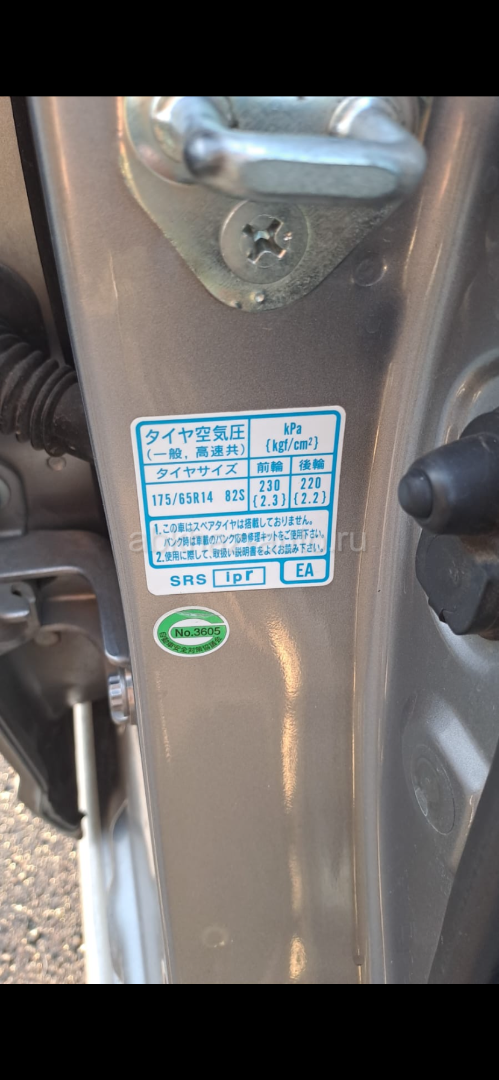 タイヤ空気圧
(一般, 高速共)
kPa
{kgf/cm²}
タイヤサイズ 前輪 後輪
175/65R14 82S 230 220
{2.3} {2.2}
1.この車はスペアタイヤは搭載しておりません。
パンク時は車載のパンク応急修理キットをご使用下さい。
2.使用に際して、取扱い説明書をよくお読み下さい。
SRS lpr EA
No.3605